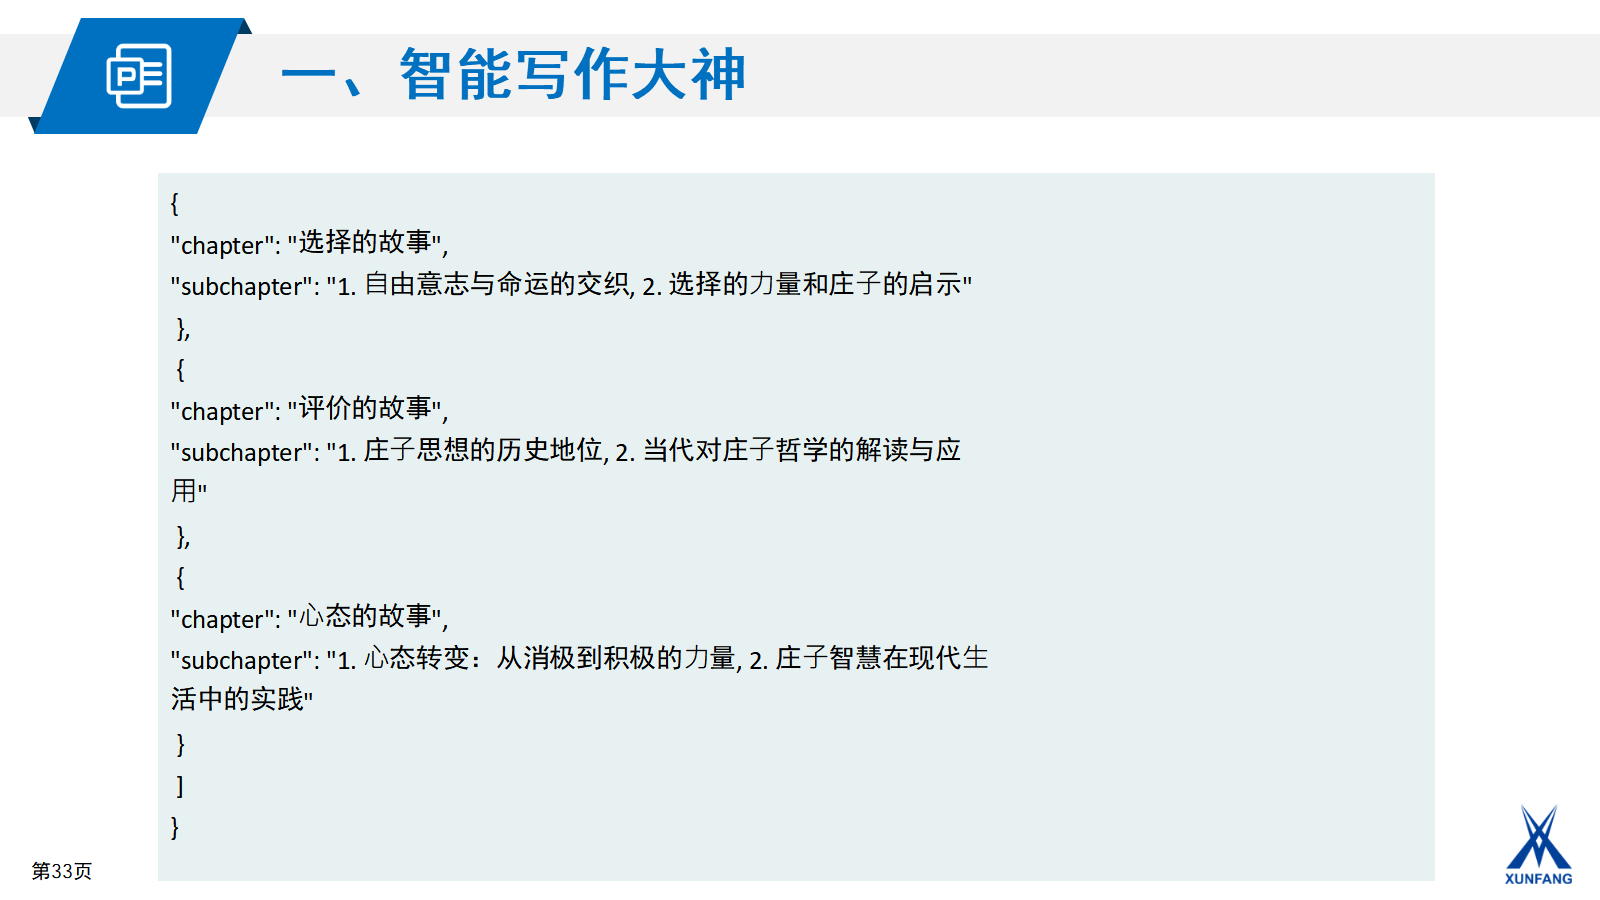 一、智能写作大神
{
"chapter": "选择的故事",
"subchapter": "1. 自由意志与命运的交织, 2. 选择的力量和庄子的启示"
},
{
"chapter": "评价的故事",
"subchapter": "1. 庄子思想的历史地位, 2. 当代对庄子哲学的解读与应
用"
},
{
"chapter": "心态的故事",
"subchapter": "1. 心态转变：从消极到积极的力量, 2. 庄子智慧在现代生
活中的实践"
}
]
}
第33页
XUNFANG